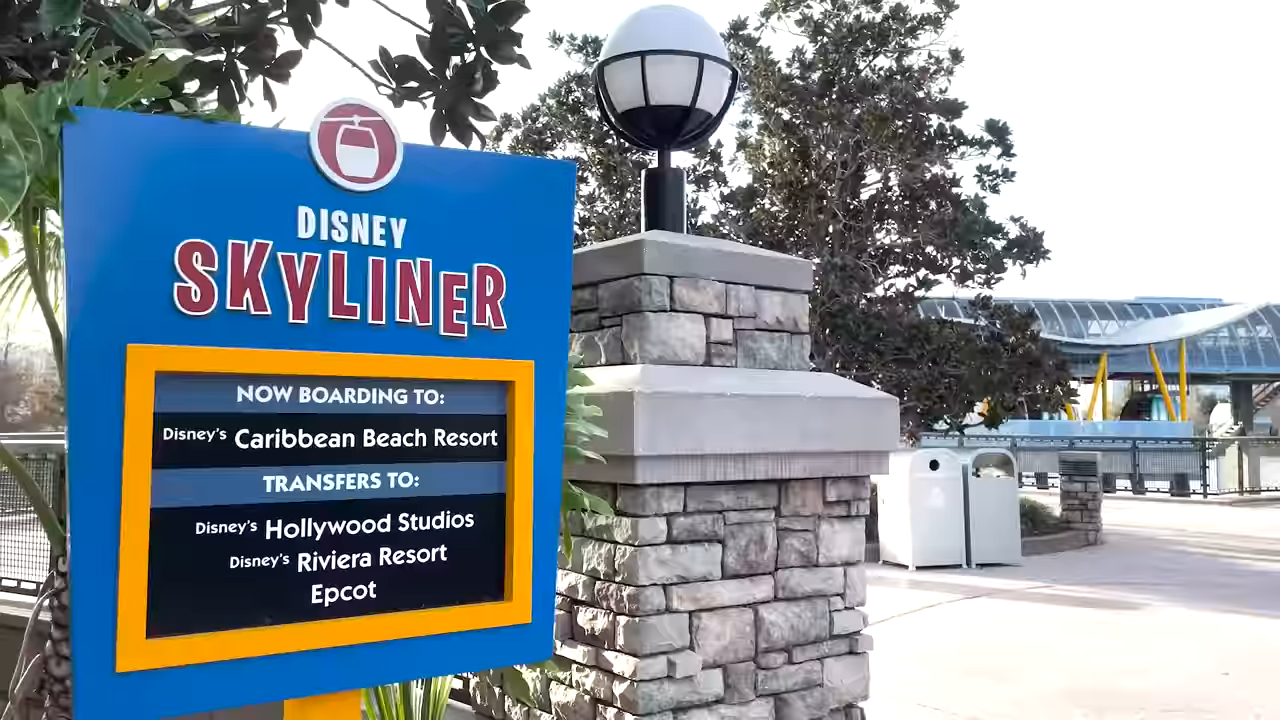 DISNEY
SKYLINER
NOW BOARDING TO:
Disney's Caribbean Beach Resort
TRANSFERS TO:
Disney's Hollywood Studios
Disney's Riviera Resort
Epcot